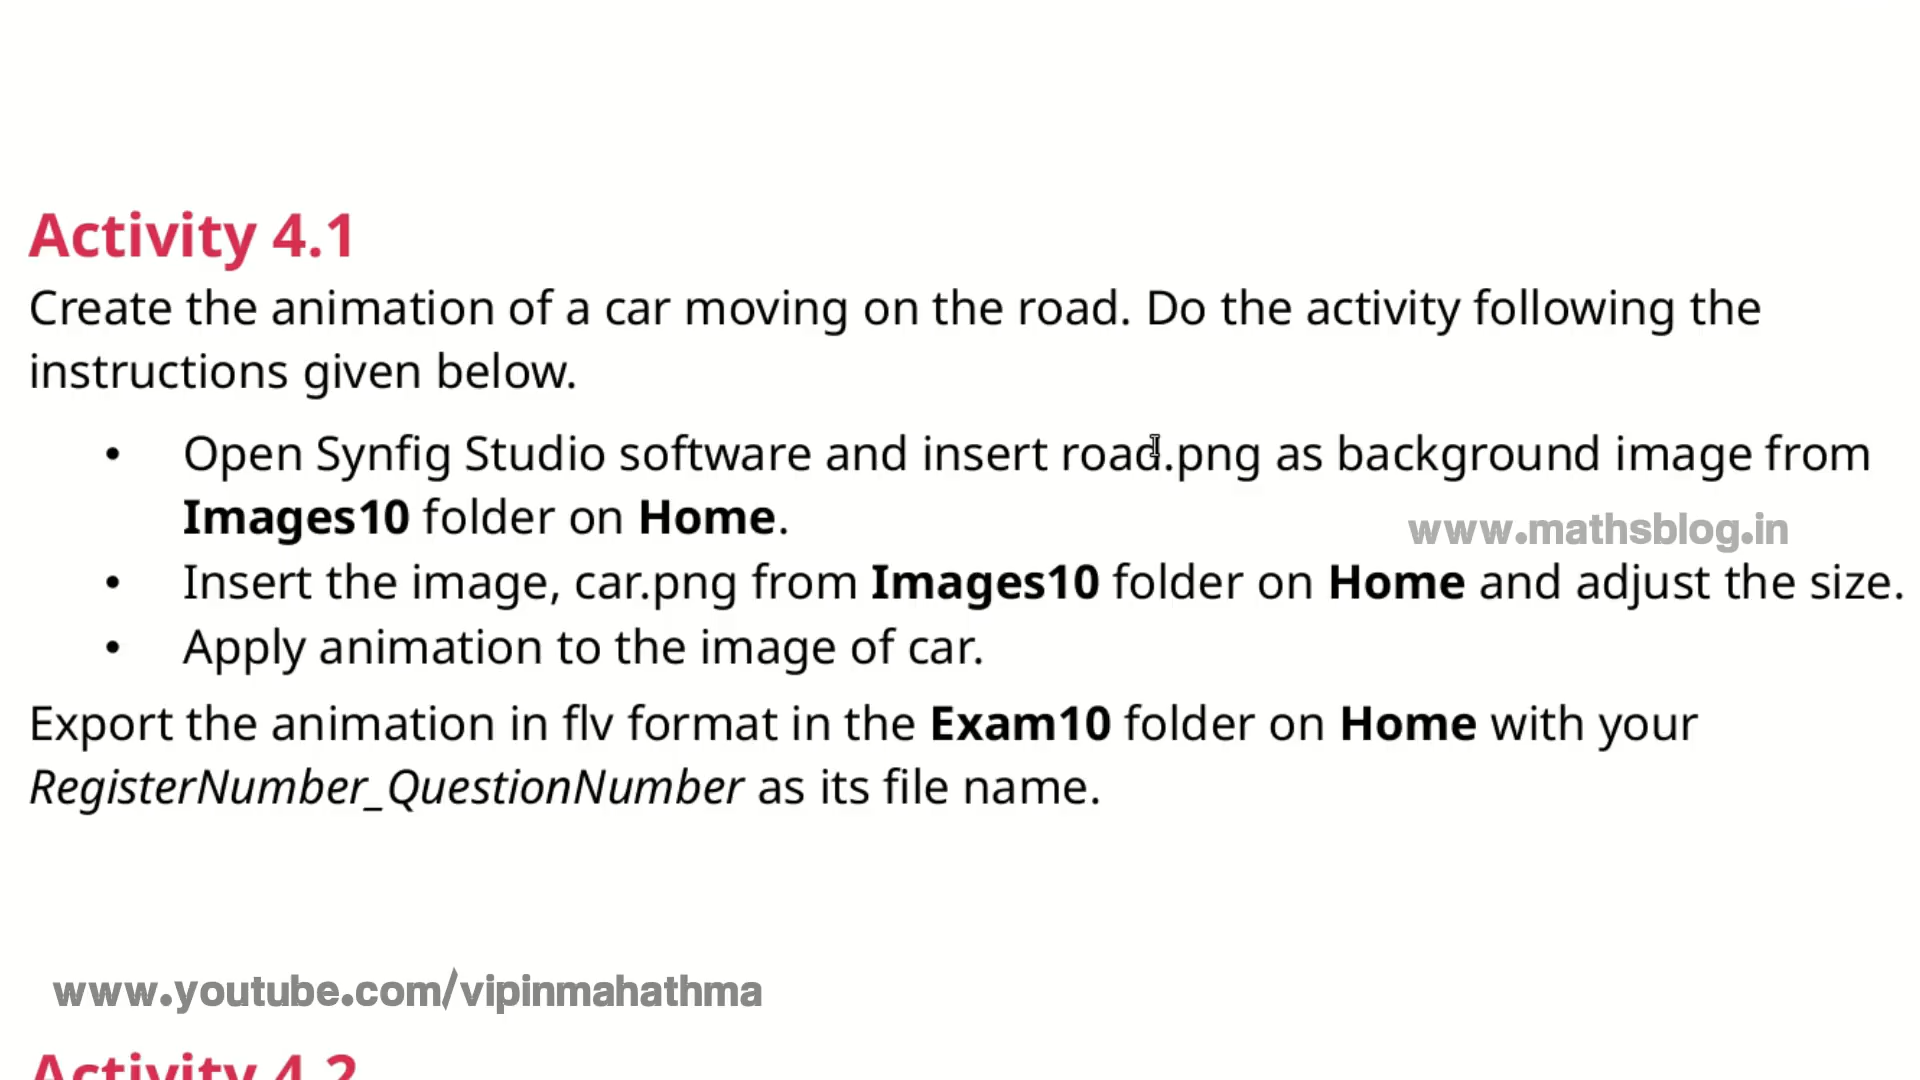 Activity 4.1
Create the animation of a car moving on the road. Do the activity following the
instructions given below.
• Open Synfig Studio software and insert road.png as background image from
Images10 folder on Home.
www.mathsblog.in
• Insert the image, car.png from Images10 folder on Home and adjust the size.
• Apply animation to the image of car.
Export the animation in flv format in the Exam10 folder on Home with your
RegisterNumber_QuestionNumber as its file name.
www.youtube.com/vipinmahathma
Activity 4.2